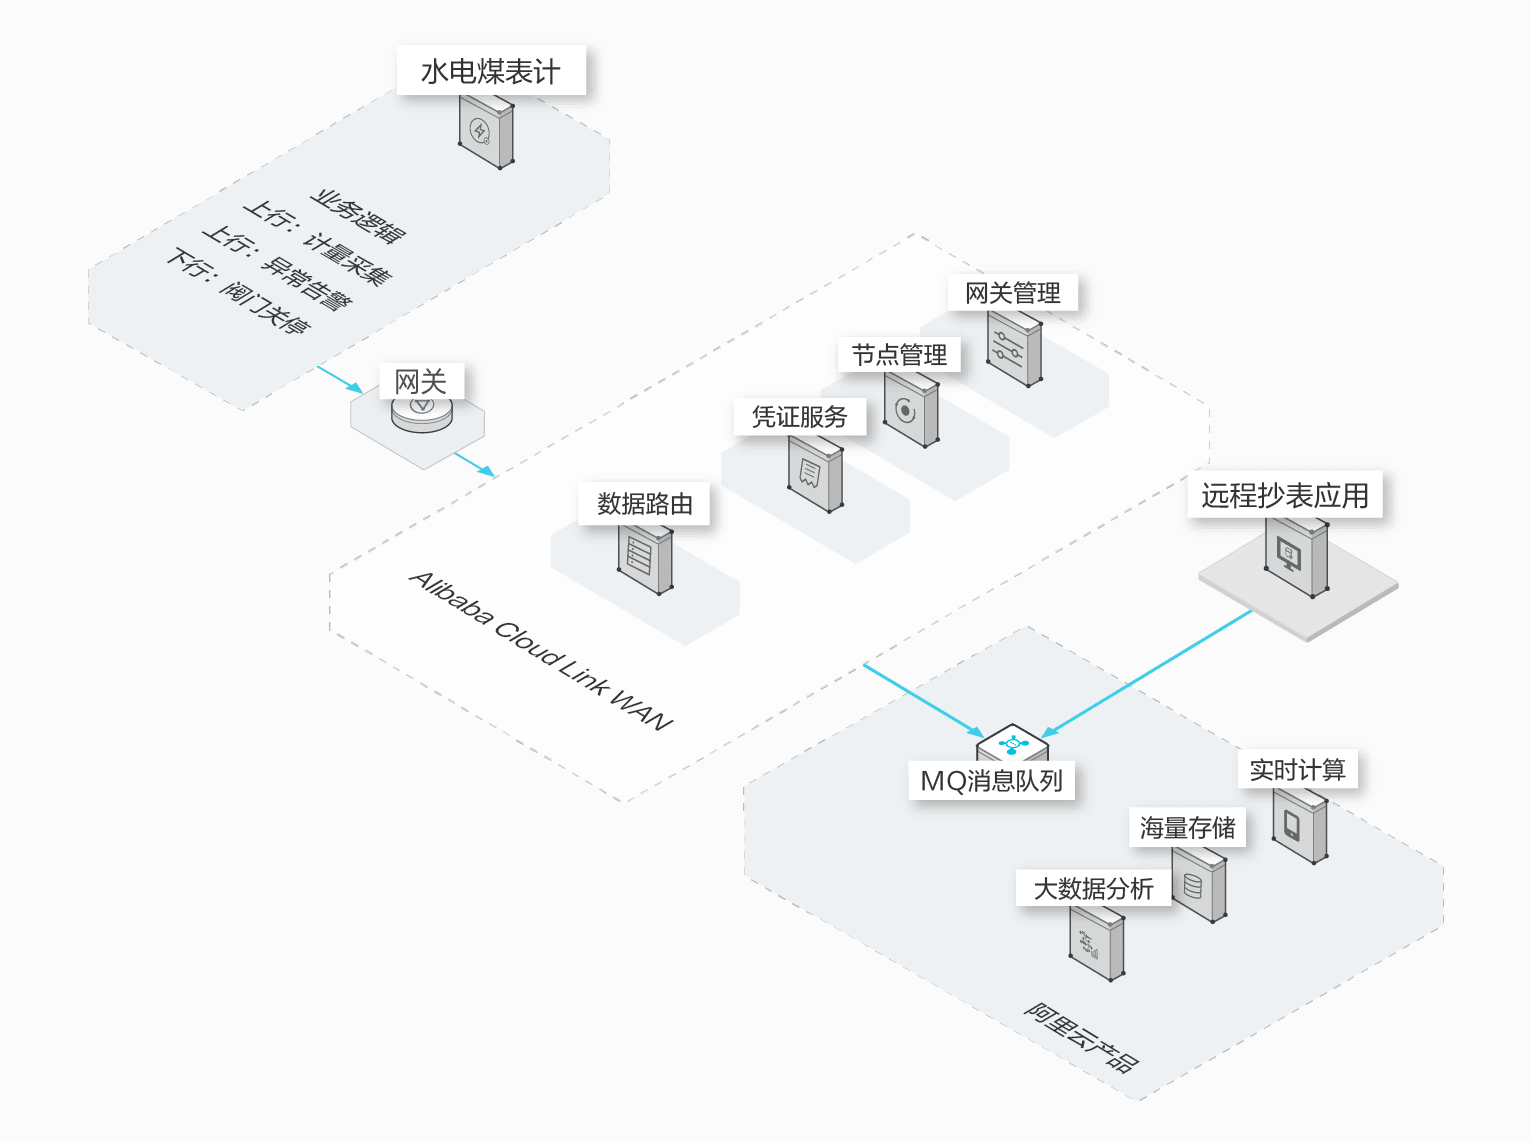 水电煤表计
业务逻辑
上行：计量采集
上行：异常告警
下行：阀门关停
网关
网关管理
节点管理
凭证服务
数据路由
Alibaba Cloud Link WAN
远程抄表应用
MQ消息队列
实时计算
海量存储
大数据分析
阿里云产品